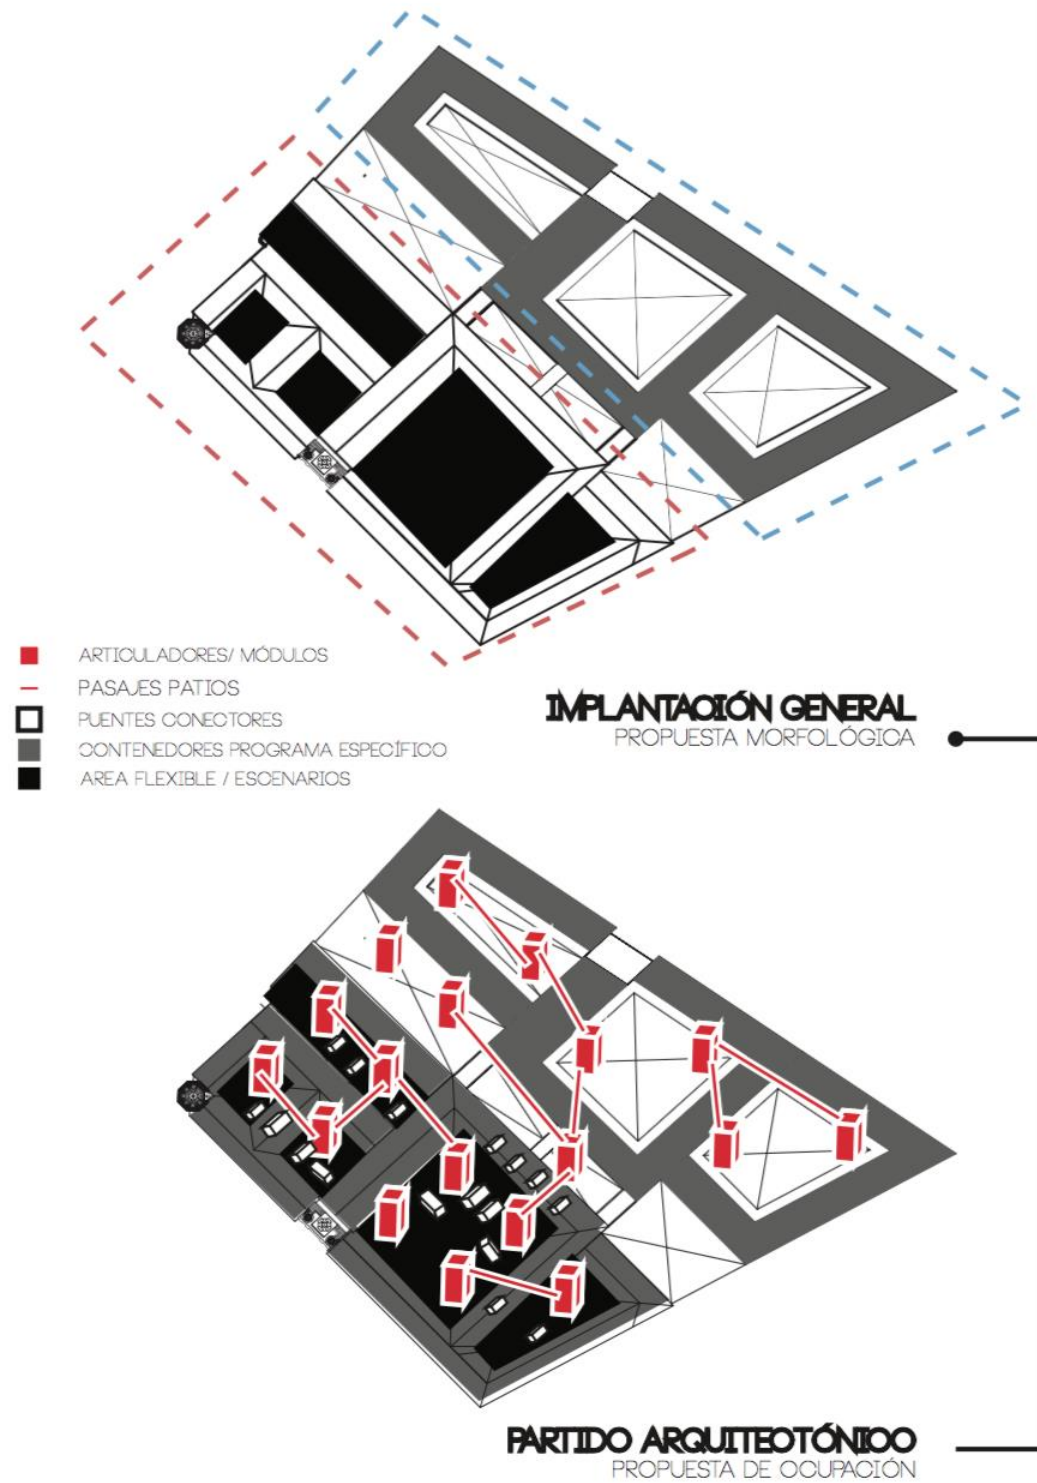 ARTICULADORES/ MÓDULOS
PASAJES PATIOS
PUENTES CONECTORES
CONTENEDORES PROGRAMA ESPECÍFICO
AREA FLEXIBLE / ESCENARIOS
IMPLANTACIÓN GENERAL
PROPUESTA MORFOLÓGICA
PARTIDO ARQUITECTÓNICO
PROPUESTA DE OCUPACIÓN